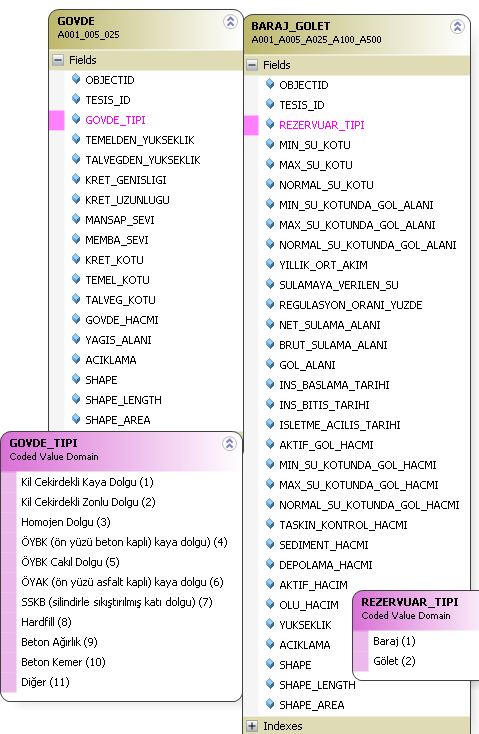 GOVDE
A001_005_025
Fields
OBJECTID
TESIS_ID
GOVDE_TIPI
TEMELDEN_YUKSEKLIK
TALVEGDEN_YUKSEKLIK
KRET_GENISLIGI
KRET_UZUNLUGU
MANSAP_SEVI
MEMBA_SEVI
KRET_KOTU
TEMEL_KOTU
TALVEG_KOTU
GOVDE_HACMI
YAGIS_ALANI
ACIKLAMA
SHAPE
SHAPE_LENGTH
SHAPE_AREA
GOVDE_TIPI
Coded Value Domain
Kil Cekirdekli Kaya Dolgu (1)
Kil Cekirdekli Zonlu Dolgu (2)
Homojen Dolgu (3)
ÖYBK (ön yüzü beton kaplı) kaya dolgu) (4)
ÖYBK Cakıl Dolgu (5)
ÖYAK (ön yüzü asfalt kaplı) kaya dolgu) (6)
SSKB (silindirle sıkıştırılmış katı dolgu) (7)
Hardfill (8)
Beton Ağırlık (9)
Beton Kemer (10)
Diğer (11)
BARAJ_GOLET
A001_A005_A025_A100_A500
Fields
OBJECTID
TESIS_ID
REZERVUAR_TIPI
MIN_SU_KOTU
MAX_SU_KOTU
NORMAL_SU_KOTU
MIN_SU_KOTUNDA_GOL_ALANI
MAX_SU_KOTUNDA_GOL_ALANI
NORMAL_SU_KOTUNDA_GOL_ALANI
YILLIK_ORT_AKIM
SULAMAYA_VERILEN_SU
REGULASYON_ORANI_YUZDE
NET_SULAMA_ALANI
BRUT_SULAMA_ALANI
GOL_ALANI
INS_BASLAMA_TARIHI
INS_BITIS_TARIHI
ISLETME_ACILIS_TARIHI
AKTIF_GOL_HACMI
MIN_SU_KOTUNDA_GOL_HACMI
MAX_SU_KOTUNDA_GOL_HACMI
NORMAL_SU_KOTUNDA_GOL_HACMI
TASKIN_KONTROL_HACMI
SEDIMENT_HACMI
DEPOLAMA_HACMI
AKTIF_HACIM
OLU_HACIM
YUKSEKLIK
ACIKLAMA
SHAPE
SHAPE_LENGTH
SHAPE_AREA
Indexes
REZERVUAR_TIPI
Coded Value Domain
Baraj (1)
Gölet (2)